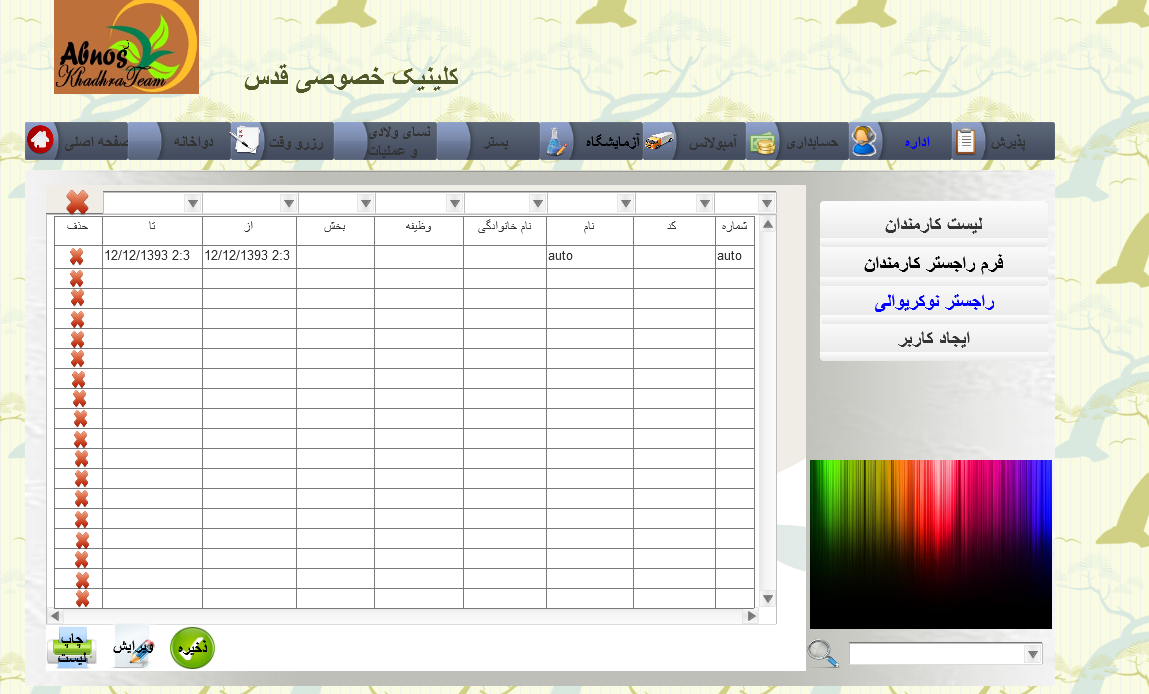 Abnos
KhadhraTeam
کلینیک خصوصی قدس
پذیرش
اداره
حسابداری
آمبولانس
آزمایشگاه
بستر
نسای ولادی
و عملیات
رزرو وقت
دواخانه
صفحه اصلی
شماره
کد
نام
نام خانوادگی
وظیفه
بخش
از
تا
حذف
auto
auto
12/12/1393 2:3
12/12/1393 2:3
لیست کارمندان
فرم راجستر کارمندان
راجستر نوکریوالی
ایجاد کاربر
ذخیره
ویرایش
چاپ
لیست